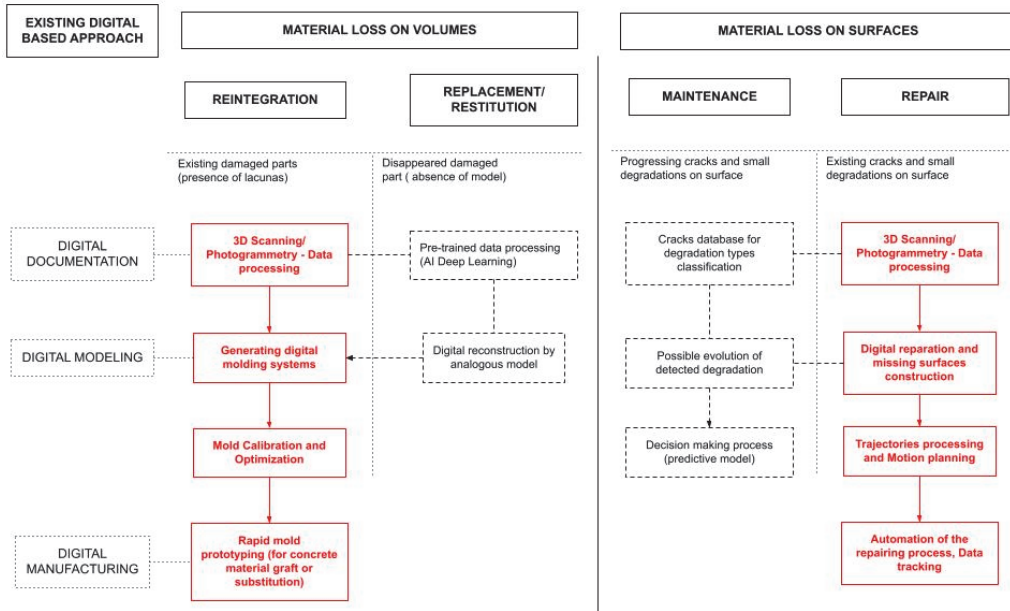 EXISTING DIGITAL
BASED APPROACH
MATERIAL LOSS ON VOLUMES
MATERIAL LOSS ON SURFACES
REINTEGRATION
REPLACEMENT/
RESTITUTION
MAINTENANCE
REPAIR
Existing damaged parts
(presence of lacunas)
Disappeared damaged
part ( absence of model)
Progressing cracks and small
degradations on surface
Existing cracks and small
degradations on surface
DIGITAL
DOCUMENTATION
3D Scanning/
Photogrammetry - Data
processing
Pre-trained data processing
(AI Deep Learning)
Cracks database for
degradation types
classification
3D Scanning/
Photogrammetry - Data
processing
DIGITAL MODELING
Generating digital
molding systems
Digital reconstruction by
analogous model
Possible evolution of
detected degradation
Digital reparation and
missing surfaces
construction
Mold Calibration and
Optimization
Decision making process
(predictive model)
Trajectories processing
and Motion planning
DIGITAL
MANUFACTURING
Rapid mold
prototyping (for
concrete
material graft or
substitution)
Automation of the
repairing process, Data
tracking